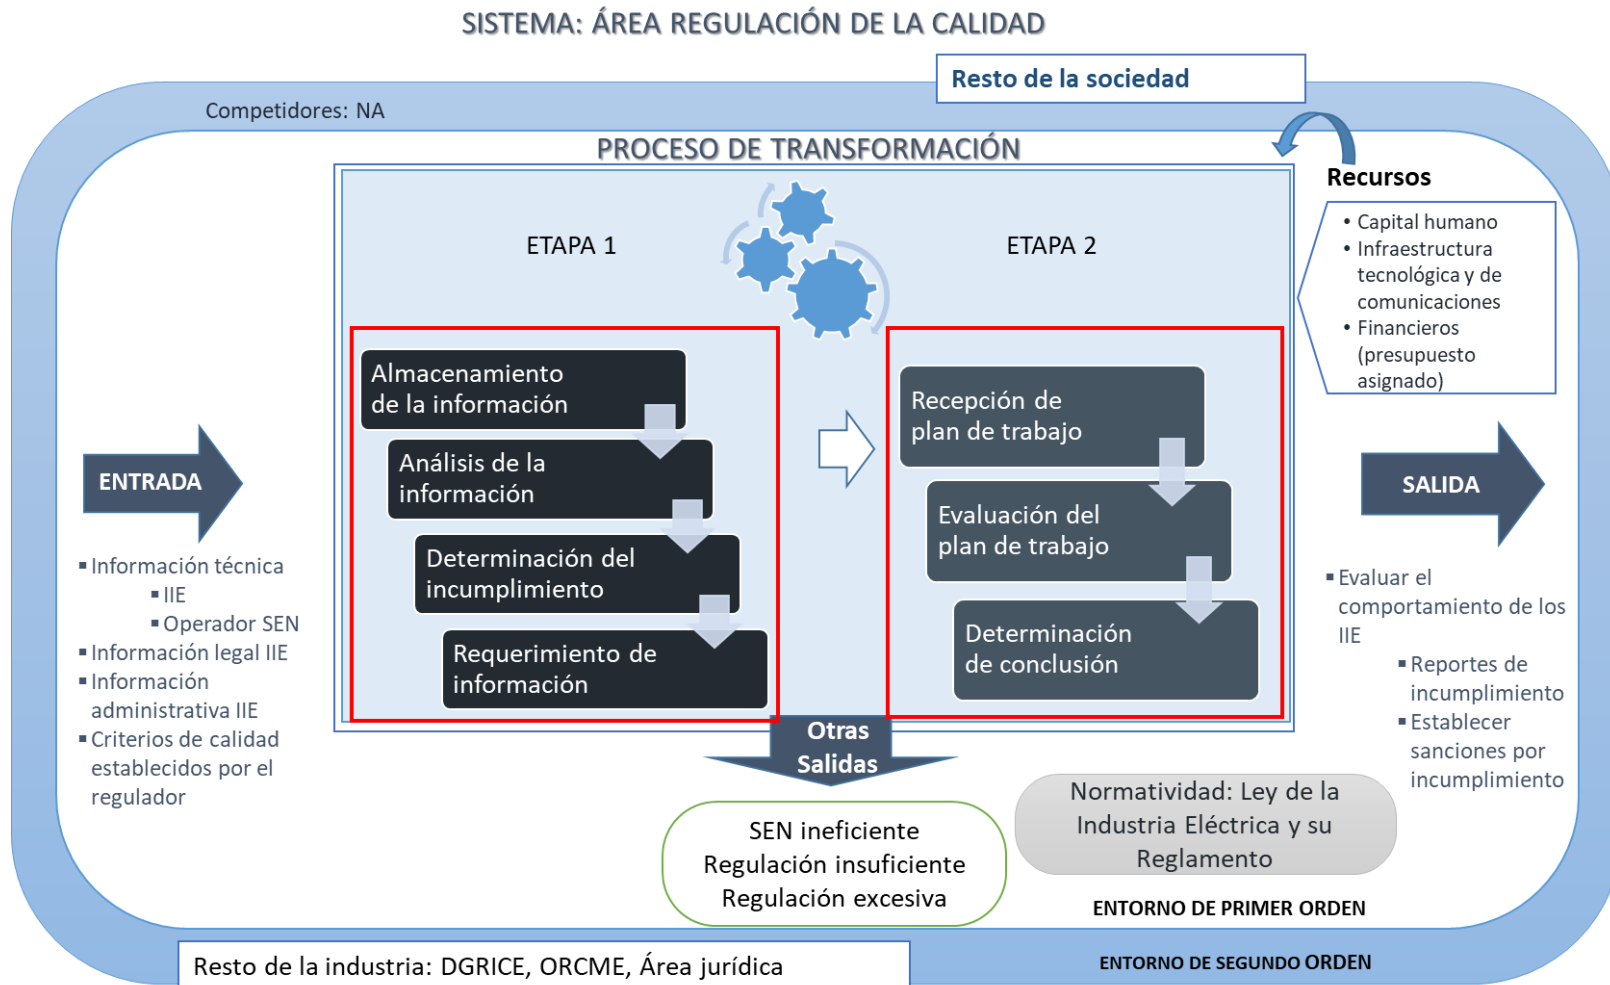 SISTEMA: ÁREA REGULACIÓN DE LA CALIDAD
Resto de la sociedad
Competidores: NA
PROCESO DE TRANSFORMACIÓN
Recursos
• Capital humano
• Infraestructura
tecnológica y de
comunicaciones
• Financieros
(presupuesto
asignado)
ETAPA 1
ETAPA 2
Almacenamiento
de la información
Análisis de la
información
Determinación del
incumplimiento
Requerimiento de
información
Recepción de
plan de trabajo
Evaluación del
plan de trabajo
Determinación
de conclusión
ENTRADA
▪ Información técnica
▪ IIE
▪ Operador SEN
▪ Información legal IIE
▪ Información
administrativa IIE
▪ Criterios de calidad
establecidos por el
regulador
SALIDA
▪ Evaluar el
comportamiento de los
IIE
▪ Reportes de
incumplimiento
▪ Establecer
sanciones por
incumplimiento
Otras
Salidas
SEN ineficiente
Regulación insuficiente
Regulación excesiva
Normatividad: Ley de la
Industria Eléctrica y su
Reglamento
ENTORNO DE PRIMER ORDEN
Resto de la industria: DGRICE, ORCME, Área jurídica
ENTORNO DE SEGUNDO ORDEN